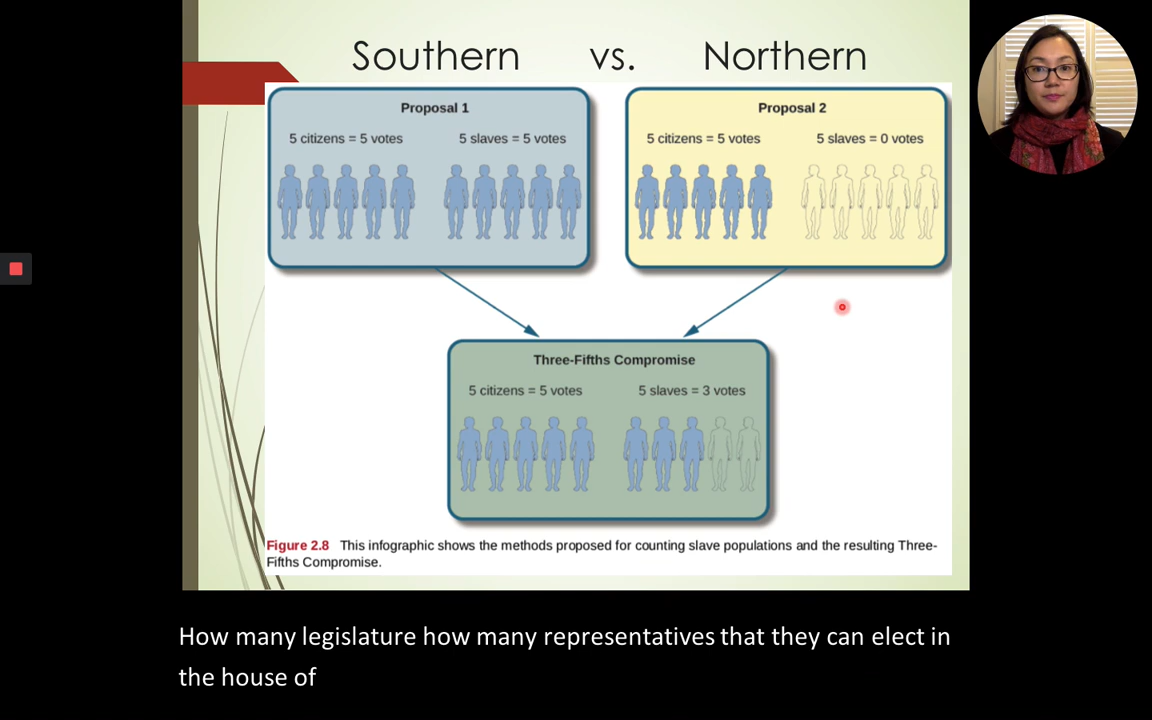 Southern vs. Northern
Proposal 1
5 citizens = 5 votes 5 slaves = 5 votes
Proposal 2
5 citizens = 5 votes 5 slaves = 0 votes
Three-Fifths Compromise
5 citizens = 5 votes 5 slaves = 3 votes
Figure 2.8 This infographic shows the methods proposed for counting slave populations and the resulting Three-
Fifths Compromise.
How many legislature how many representatives that they can elect in
the house of